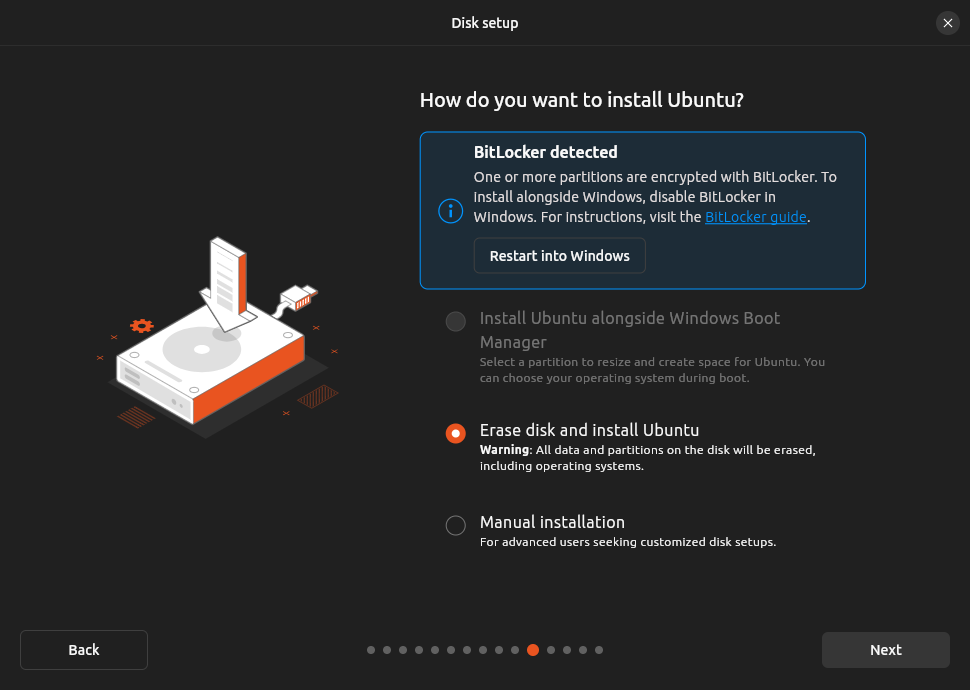 Disk setup
How do you want to install Ubuntu?
BitLocker detected
One or more partitions are encrypted with BitLocker. To
install alongside Windows, disable BitLocker in
Windows. For instructions, visit the BitLocker guide.
Restart into Windows
Install Ubuntu alongside Windows Boot
Manager
Select a partition to resize and create space for Ubuntu. You
can choose your operating system during boot.
Erase disk and install Ubuntu
Warning: All data and partitions on the disk will be erased,
including operating systems.
Manual installation
For advanced users seeking customized disk setups.
Back
Next